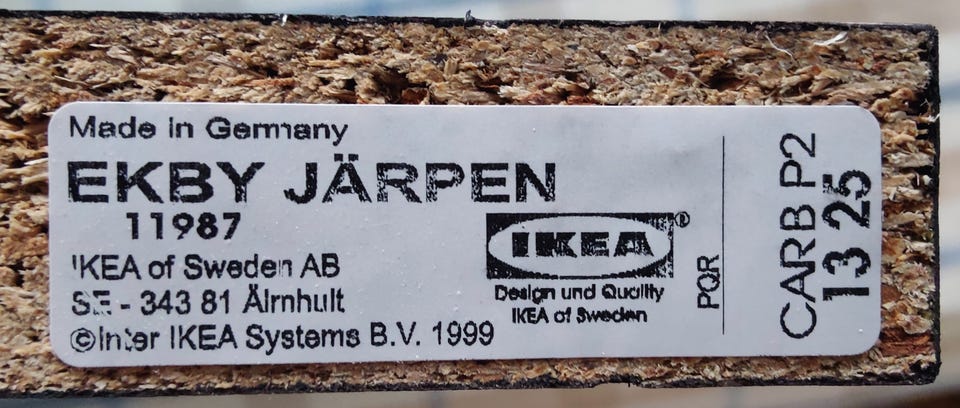 Made in Germany
EKBY JÄRPEN
11987
IKEA of Sweden AB
SE - 343 81 Älmhult
©Inter IKEA Systems B.V. 1999
IKEA®
Design und Quality
IKEA of Sweden
PQR
CARB P2
13 25